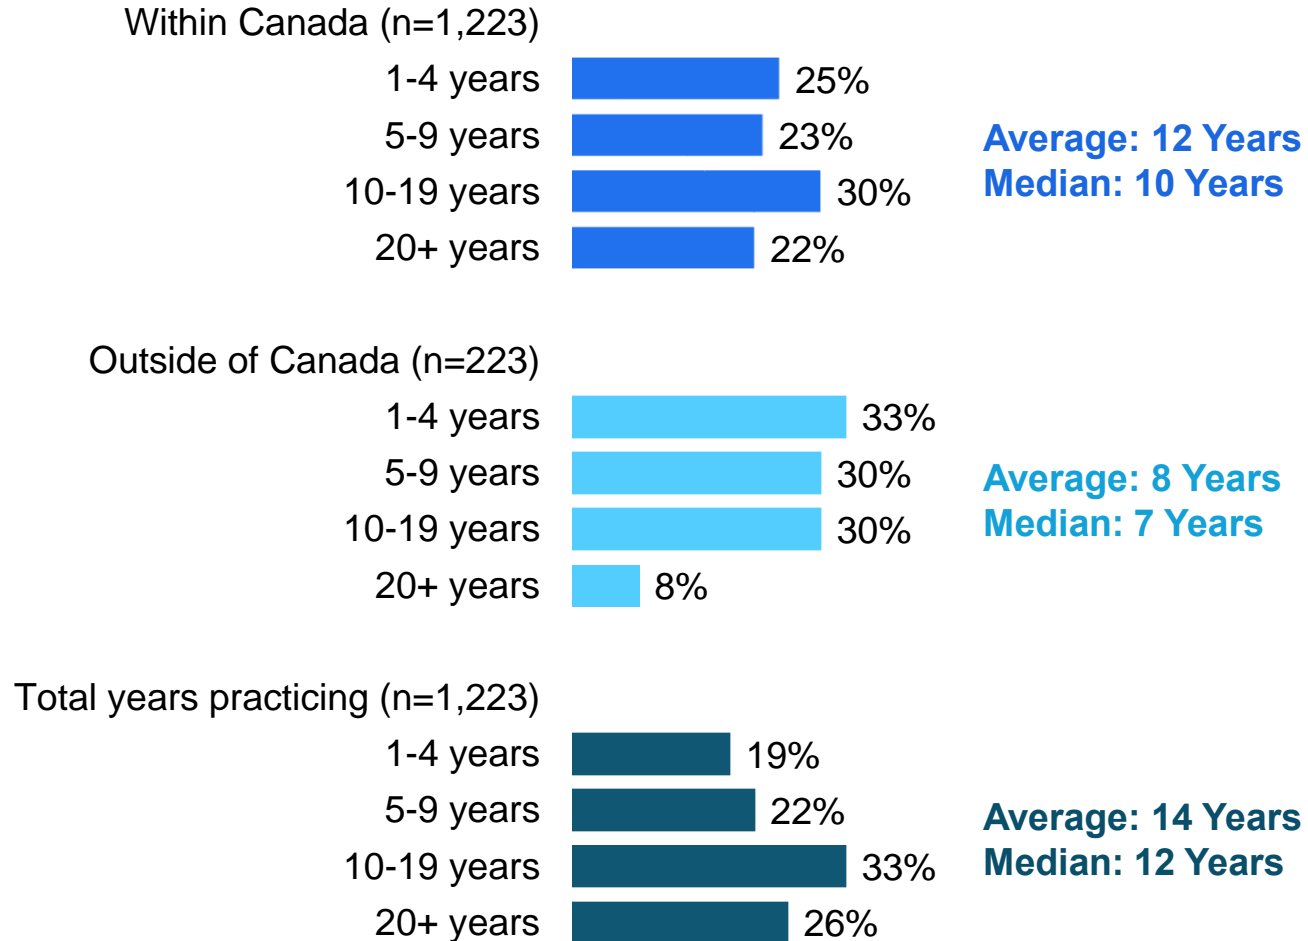 Within Canada (n=1,223)
1-4 years 25%
5-9 years 23%
10-19 years 30%
20+ years 22%
Average: 12 Years
Median: 10 Years
Outside of Canada (n=223)
1-4 years 33%
5-9 years 30%
10-19 years 30%
20+ years 8%
Average: 8 Years
Median: 7 Years
Total years practicing (n=1,223)
1-4 years 19%
5-9 years 22%
10-19 years 33%
20+ years 26%
Average: 14 Years
Median: 12 Years